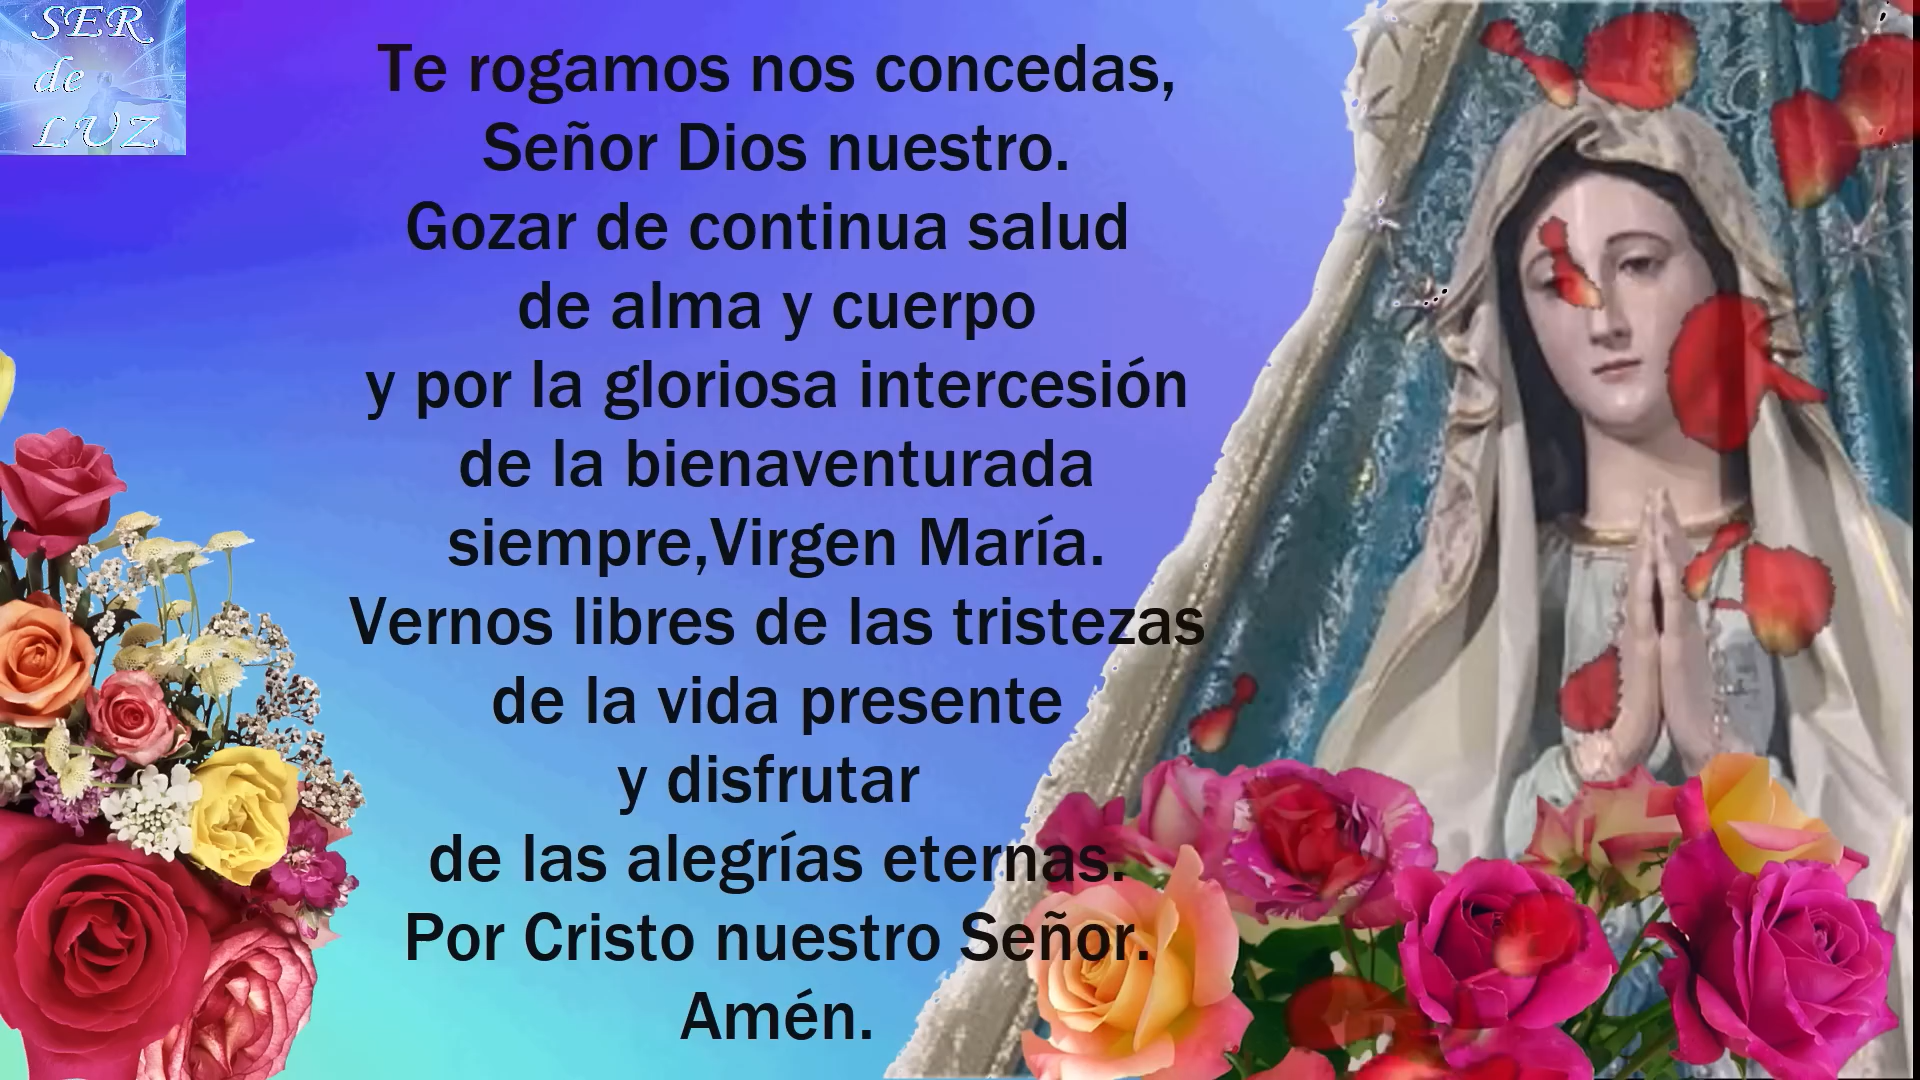 SER
de
LUZ
Te rogamos nos concedas,
Señor Dios nuestro.
Gozar de continua salud
de alma y cuerpo
y por la gloriosa intercesión
de la bienaventurada
siempre,Virgen María.
Vernos libres de las tristezas
de la vida presente
y disfrutar
de las alegrías eternas.
Por Cristo nuestro Señor.
Amén.